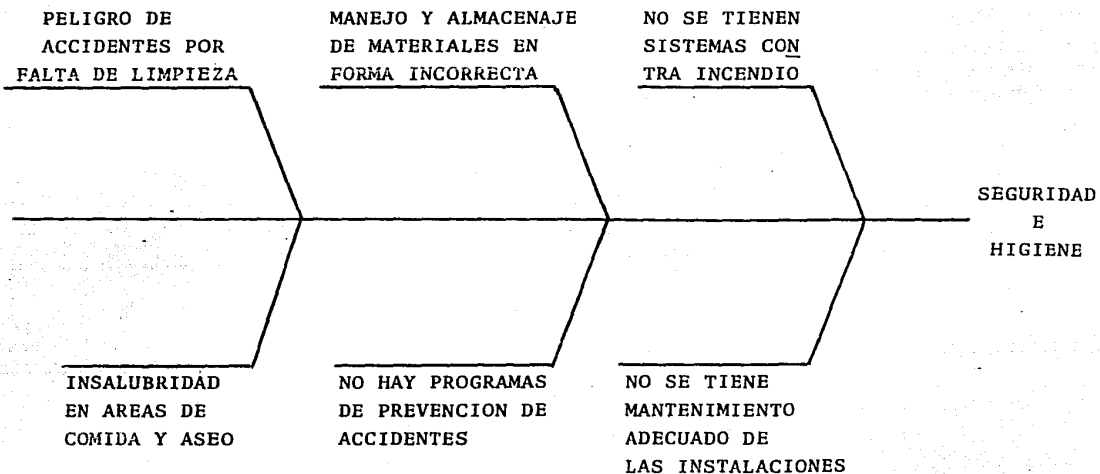 PELIGRO DE
ACCIDENTES POR
FALTA DE LIMPIEZA
MANEJO Y ALMACENAJE
DE MATERIALES EN
FORMA INCORRECTA
NO SE TIENEN
SISTEMAS CON
TRA INCENDIO
SEGURIDAD
E
HIGIENE
INSALUBRIDAD
EN AREAS DE
COMIDA Y ASEO
NO HAY PROGRAMAS
DE PREVENCION DE
ACCIDENTES
NO SE TIENE
MANTENIMIENTO
ADECUADO DE
LAS INSTALACIONES